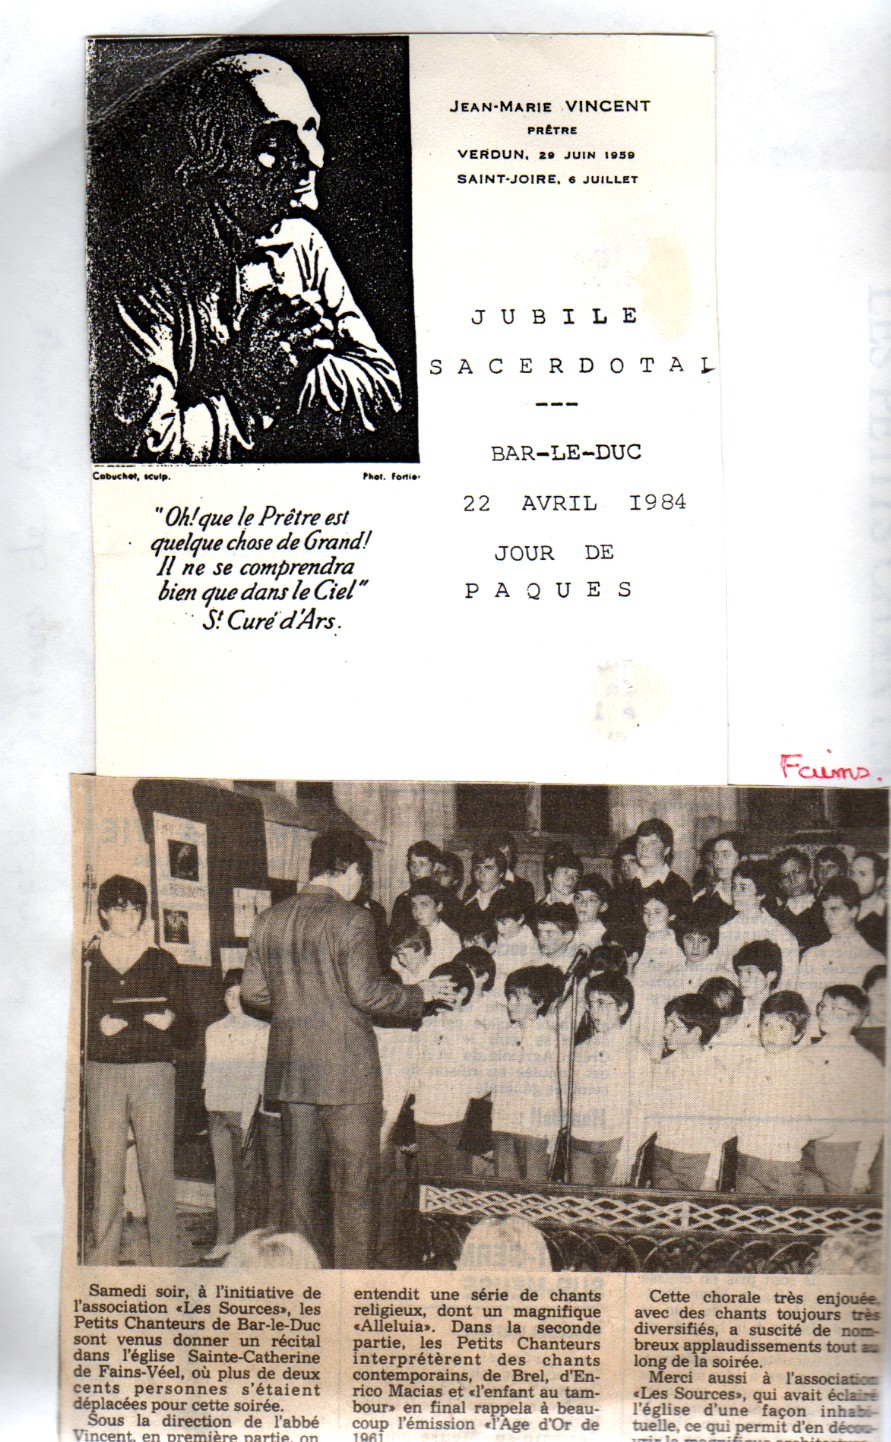 JEAN-MARIE VINCENT
PRÊTRE
VERDUN, 29 JUIN 1959
SAINT-JOIRE, 6 JUILLET
JUBILE
SACERDOTAL
---
BAR-LE-DUC
22 AVRIL 1984
JOUR DE
PAQUES
Cabuchet, sculp. Phot. Fortier
"Oh! que le Prêtre est
quelque chose de Grand!
Il ne se comprendra
bien que dans le Ciel"
St Curé d'Ars.
Fains.
Samedi soir, à l'initiative de
l'association «Les Sources», les
Petits Chanteurs de Bar-le-Duc
sont venus donner un récital
dans l'église Sainte-Catherine
de Fains-Véel, où plus de deux
cents personnes s'étaient
déplacées pour cette soirée.
Sous la direction de l'abbé
Vincent, en première partie, on
entendit une série de chants
religieux, dont un magnifique
«Alleluia». Dans la seconde
partie, les Petits Chanteurs
interprétèrent des chants
contemporains, de Brel, d'En-
rico Macias et «l'enfant au tam-
bour» en final rappela à beau-
coup l'émission «l'Age d'Or de
1961
Cette chorale très enjouée,
avec des chants toujours très
diversifiés, a suscité de nom-
breux applaudissements tout au
long de la soirée.
Merci aussi à l'association
«Les Sources», qui avait éclairé
l'église d'une façon inhabi-
tuelle, ce qui permit d'en décou-
vrir la magnifique architecture